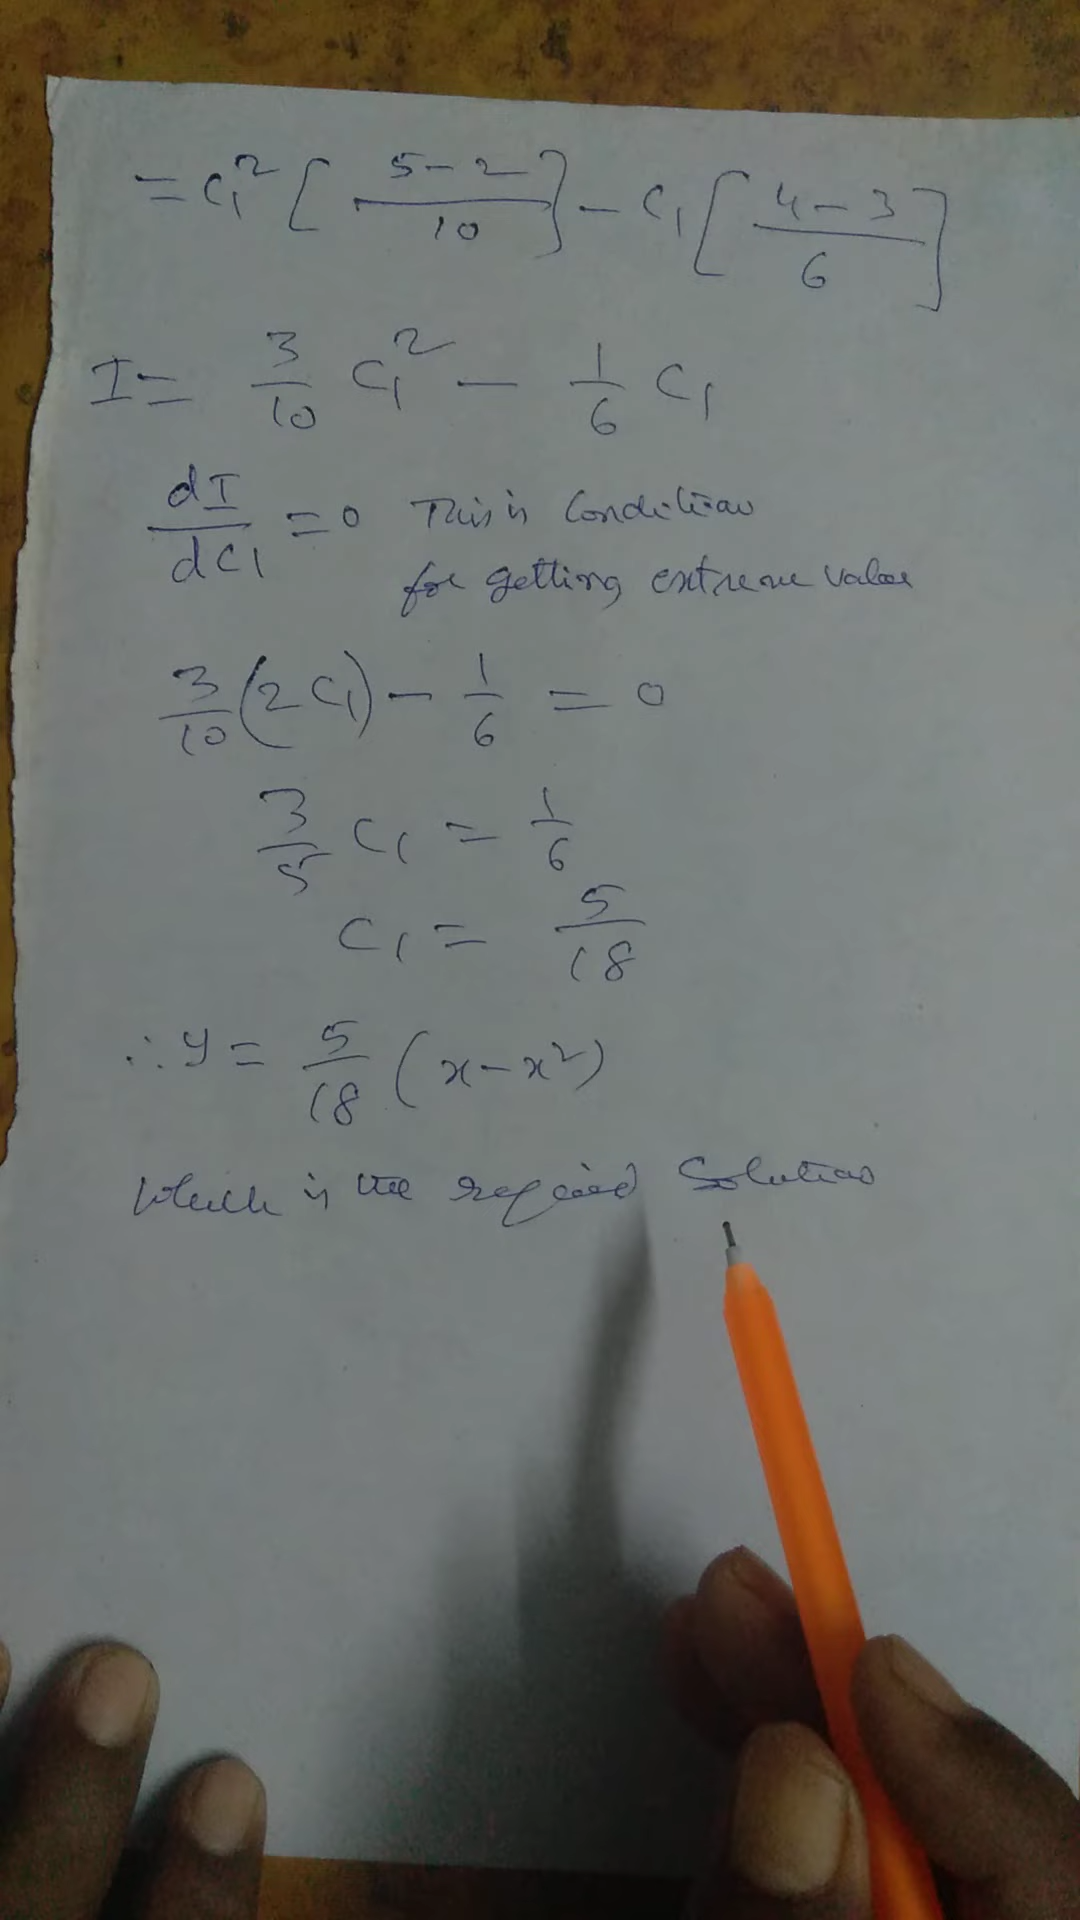 = C₁² [ (5-2)/10 ] - C₁ [ (4-3)/6 ]
I = 3/10 C₁² - 1/6 C₁
dI/dC₁ = 0 This is Condition
for getting extreme value
3/10 (2C₁) - 1/6 = 0
3/5 C₁ = 1/6
C₁ = 5/18
∴ y = 5/18 (x - x²)
Which is the required Solution